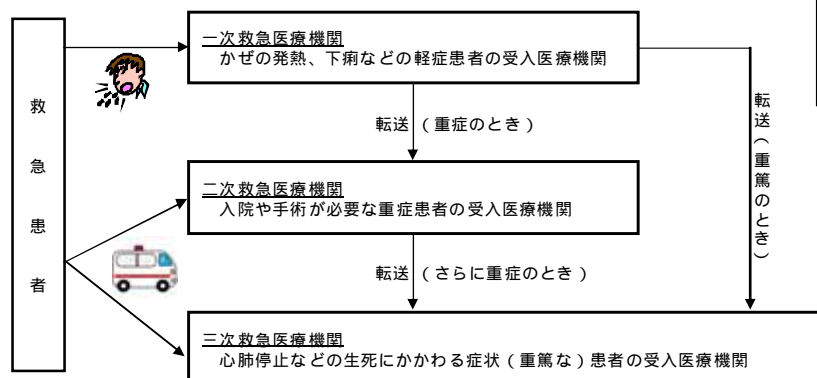 救急患者
一次救急医療機関
かぜの発熱、下痢などの軽症患者の受入医療機関
転送（重症のとき）
転送（重篤のとき）
二次救急医療機関
入院や手術が必要な重症患者の受入医療機関
転送（さらに重症のとき）
三次救急医療機関
心肺停止などの生死にかかわる症状（重篤な）患者の受入医療機関